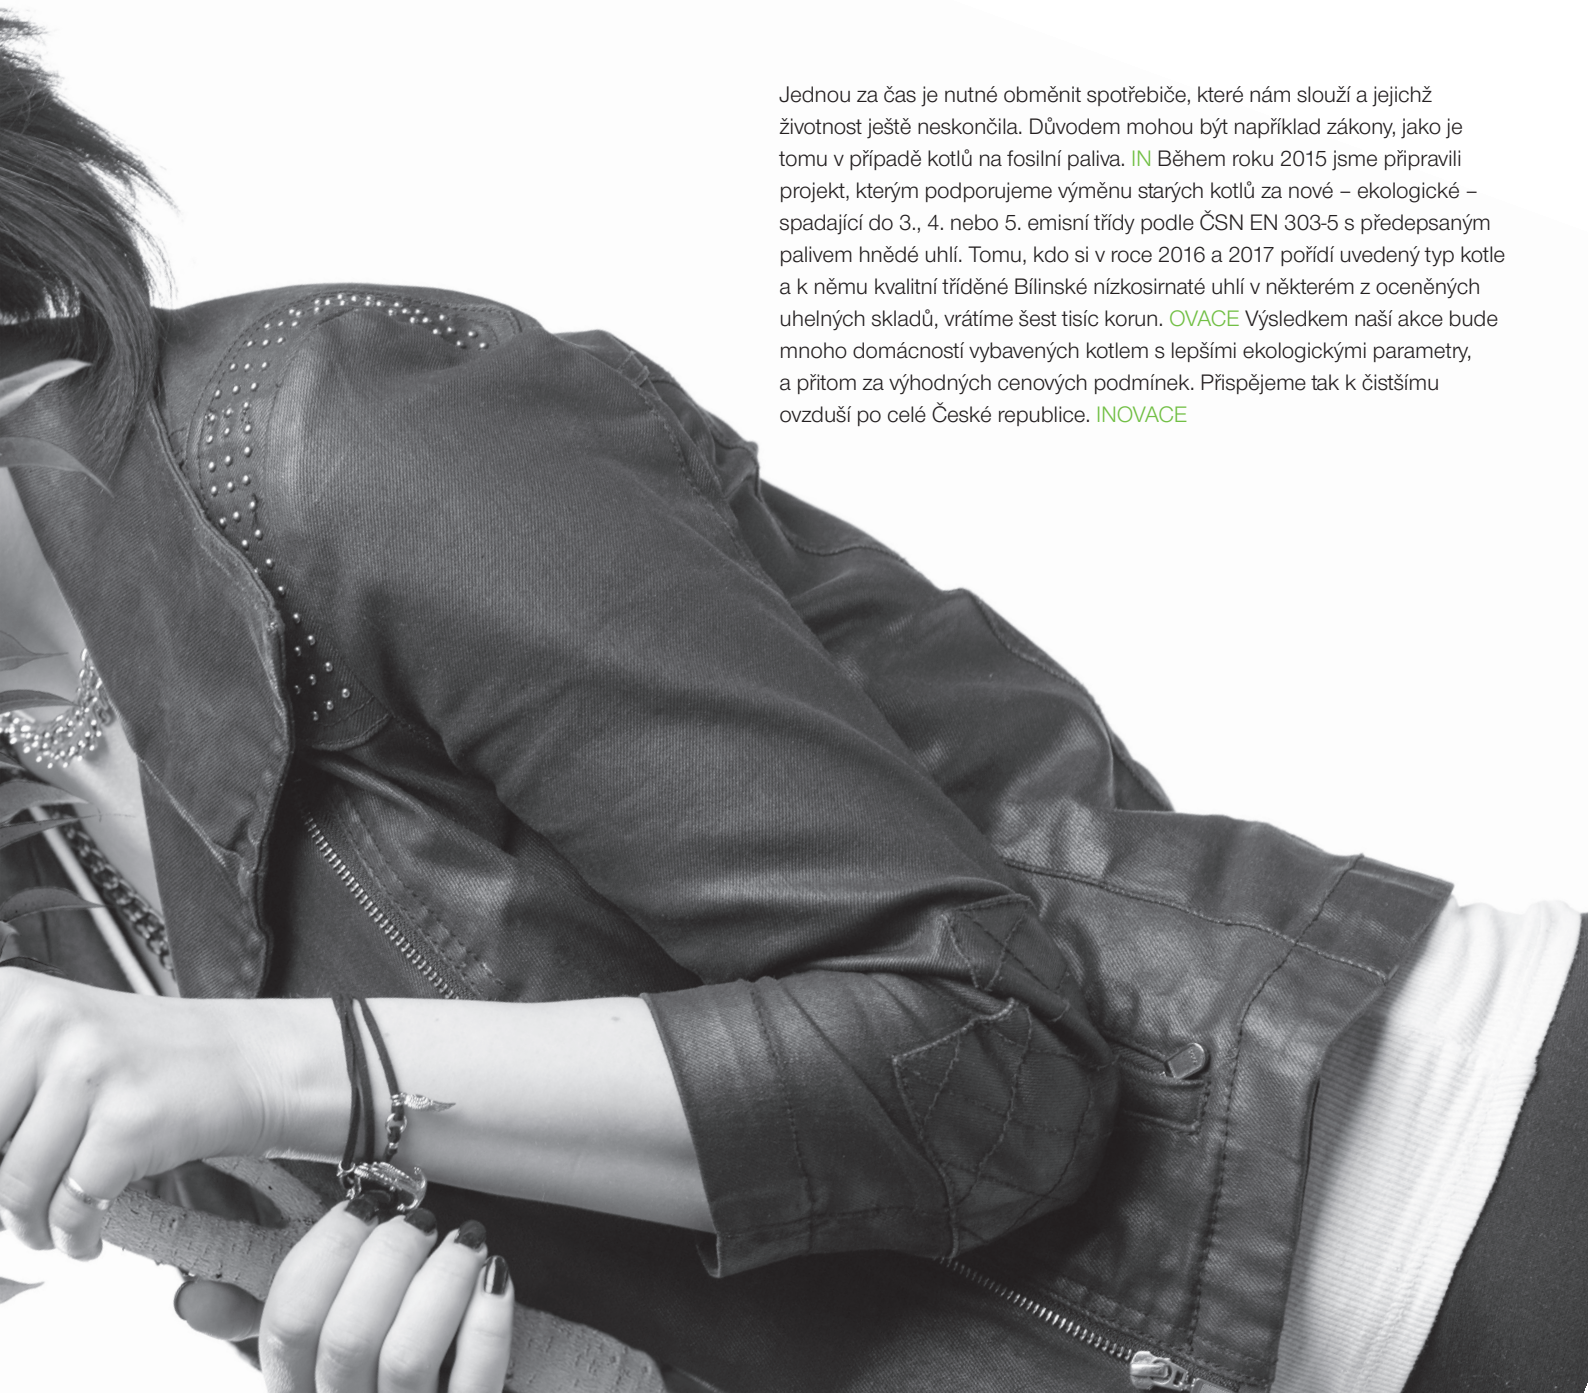 Jednou za čas je nutné obměnit spotřebiče, které nám slouží a jejichž
životnost ještě neskončila. Důvodem mohou být například zákony, jako je
tomu v případě kotlů na fosilní paliva. IN Během roku 2015 jsme připravili
projekt, kterým podporujeme výměnu starých kotlů za nové – ekologické –
spadající do 3., 4. nebo 5. emisní třídy podle ČSN EN 303-5 s předepsaným
palivem hnědé uhlí. Tomu, kdo si v roce 2016 a 2017 pořídí uvedený typ kotle
a k němu kvalitní tříděné Bílinské nízkosirnaté uhlí v některém z oceněných
uhelných skladů, vrátíme šest tisíc korun. OVACE Výsledkem naší akce bude
mnoho domácností vybavených kotlem s lepšími ekologickými parametry,
a přitom za výhodných cenových podmínek. Přispějeme tak k čistšímu
ovzduší po celé České republice. INOVACE